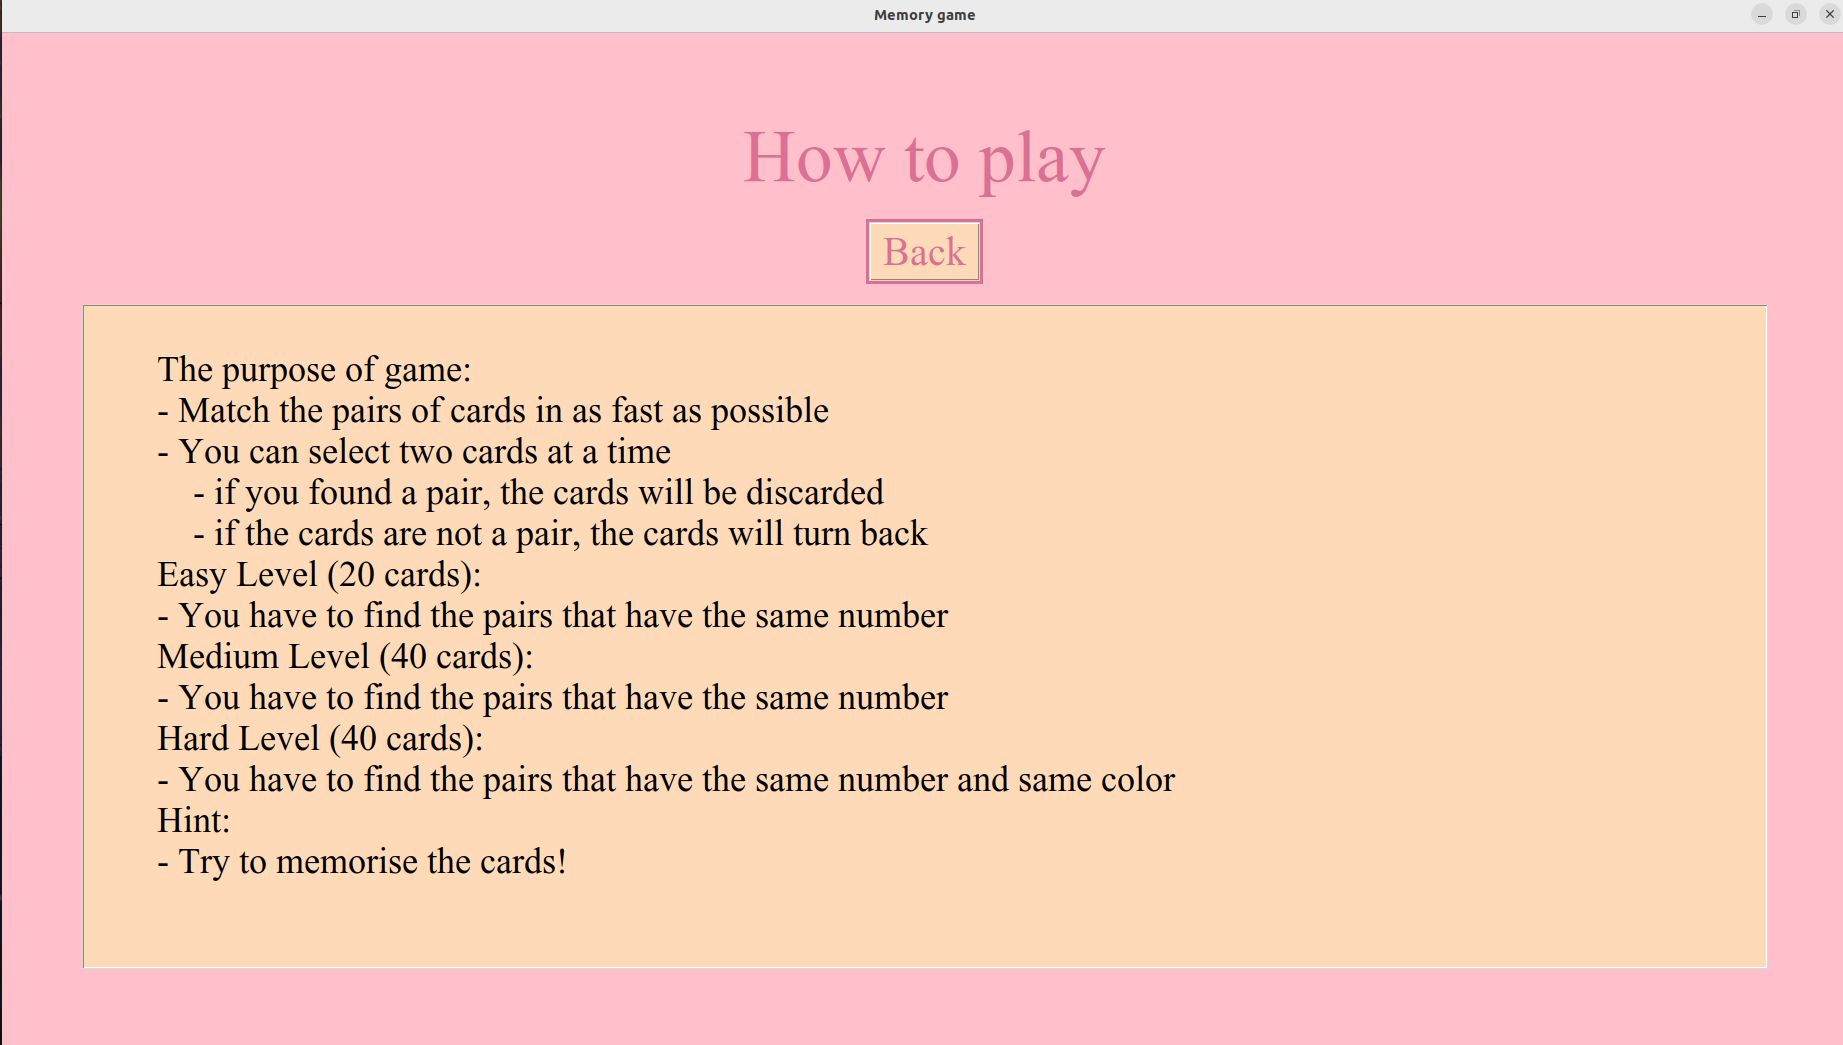 Memory game
How to play
Back
The purpose of game:
- Match the pairs of cards in as fast as possible
- You can select two cards at a time
- if you found a pair, the cards will be discarded
- if the cards are not a pair, the cards will turn back
Easy Level (20 cards):
- You have to find the pairs that have the same number
Medium Level (40 cards):
- You have to find the pairs that have the same number
Hard Level (40 cards):
- You have to find the pairs that have the same number and same color
Hint:
- Try to memorise the cards!